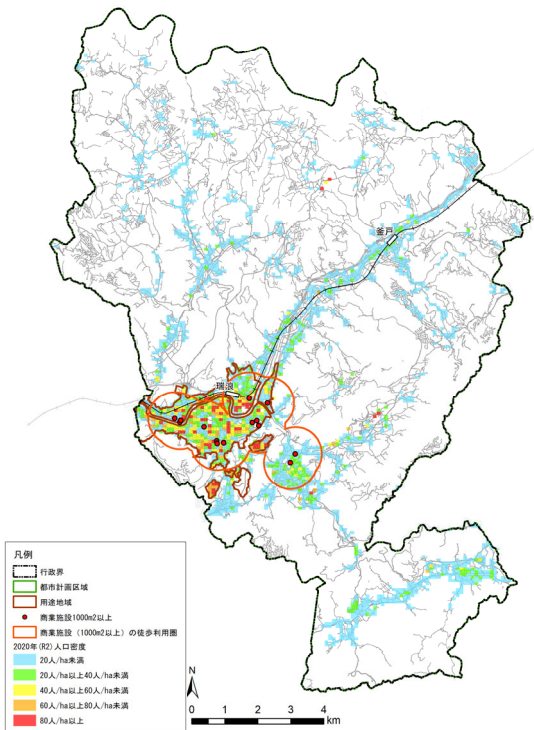 釜戸
瑞浪
凡例
行政界
都市計画区域
用途地域
商業施設1000m2以上
商業施設（1000m2以上）の徒歩利用圏
2020年(R2)人口密度
20人/ha未満
20人/ha以上40人/ha未満
40人/ha以上60人/ha未満
60人/ha以上80人/ha未満
80人/ha以上
N
0 1 2 3 4
km